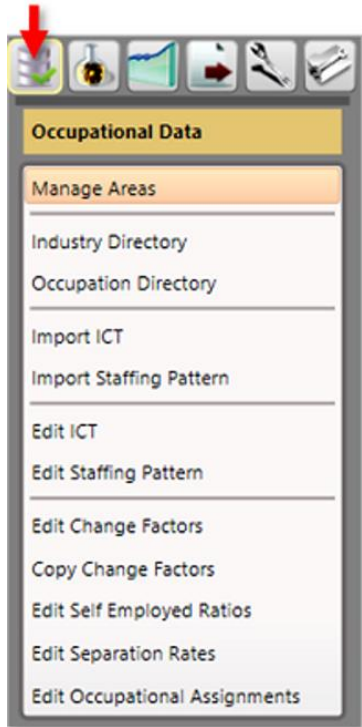 Occupational Data
Manage Areas
Industry Directory
Occupation Directory
Import ICT
Import Staffing Pattern
Edit ICT
Edit Staffing Pattern
Edit Change Factors
Copy Change Factors
Edit Self Employed Ratios
Edit Separation Rates
Edit Occupational Assignments